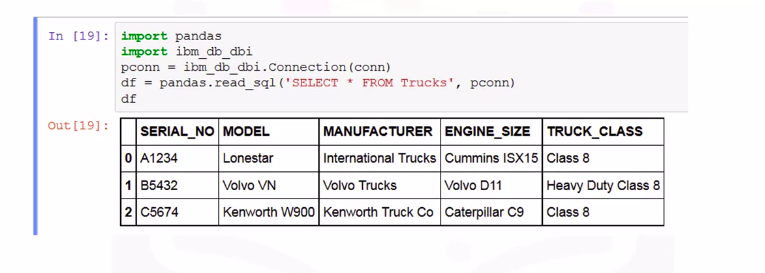 In [19]: import pandas
import ibm_db_dbi
pconn = ibm_db_dbi.Connection(conn)
df = pandas.read_sql('SELECT * FROM Trucks', pconn)
df
Out[19]:
SERIAL_NO MODEL MANUFACTURER ENGINE_SIZE TRUCK_CLASS
0 A1234 Lonestar International Trucks Cummins ISX15 Class 8
1 B5432 Volvo VN Volvo Trucks Volvo D11 Heavy Duty Class 8
2 C5674 Kenworth W900 Kenworth Truck Co Caterpillar C9 Class 8